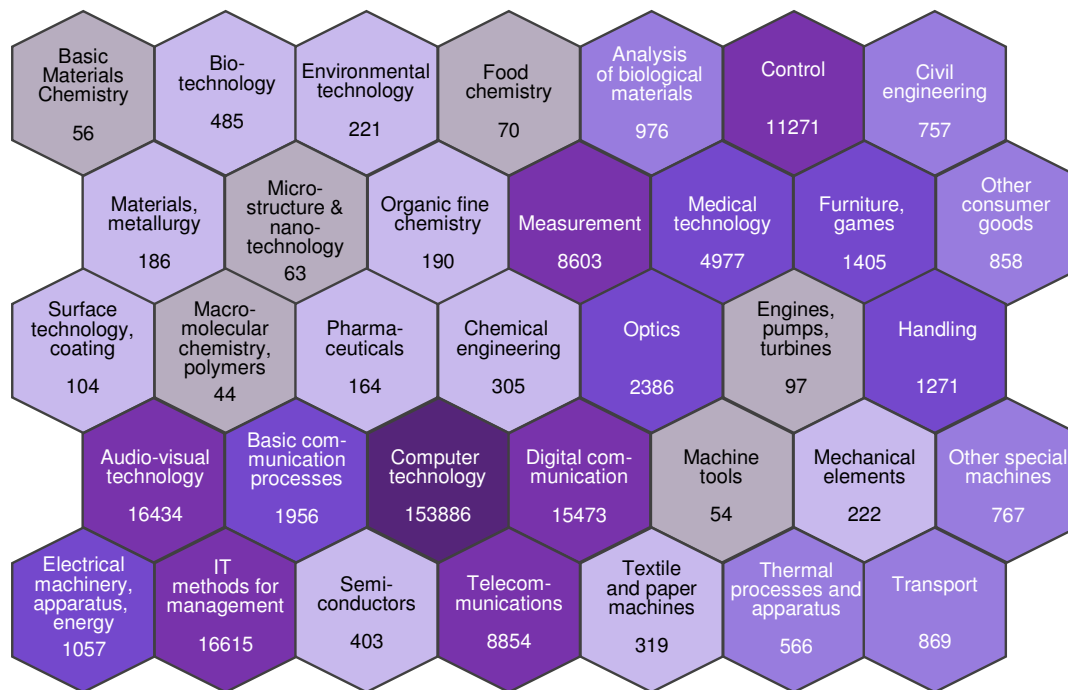 Basic
Materials
Chemistry
56
Bio-
technology
485
Environmental
technology
221
Food
chemistry
70
Analysis
of biological
materials
976
Control
11271
Civil
engineering
757
Materials,
metallurgy
186
Micro-
structure &
nano-
technology
63
Organic fine
chemistry
190
Measurement
8603
Medical
technology
4977
Furniture,
games
1405
Other
consumer
goods
858
Surface
technology,
coating
104
Macro-
molecular
chemistry,
polymers
44
Pharma-
ceuticals
164
Chemical
engineering
305
Optics
2386
Engines,
pumps,
turbines
97
Handling
1271
Audio-visual
technology
16434
Basic com-
munication
processes
1956
Computer
technology
153886
Digital com-
munication
15473
Machine
tools
54
Mechanical
elements
222
Other special
machines
767
Electrical
machinery,
apparatus,
energy
1057
IT
methods for
management
16615
Semi-
conductors
403
Telecom-
munications
8854
Textile
and paper
machines
319
Thermal
processes and
apparatus
566
Transport
869